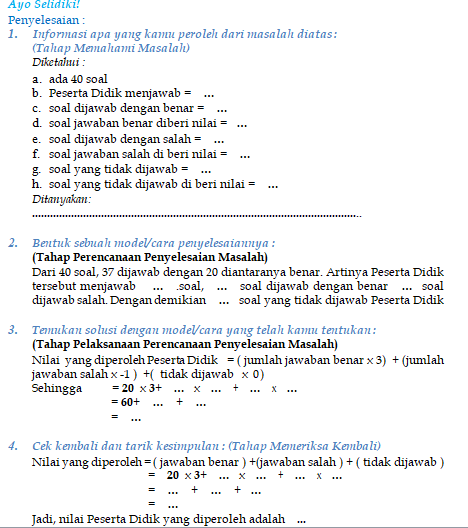 Ayo Selidiki!
Penyelesaian :
1. Informasi apa yang kamu peroleh dari masalah diatas :
(Tahap Memahami Masalah)
Diketahui :
a. ada 40 soal
b. Peserta Didik menjawab = ...
c. soal dijawab dengan benar = ...
d. soal jawaban benar diberi nilai = ...
e. soal dijawab dengan salah = ...
f. soal jawaban salah di beri nilai = ...
g. soal yang tidak dijawab = ...
h. soal yang tidak dijawab di beri nilai = ...
Ditanyakan:
..............................................................................................................
2. Bentuk sebuah model/cara penyelesaiannya :
(Tahap Perencanaan Penyelesaian Masalah)
Dari 40 soal, 37 dijawab dengan 20 diantaranya benar. Artinya Peserta Didik
tersebut menjawab ... .soal, ... soal dijawab dengan benar ... soal
dijawab salah. Dengan demikian ... soal yang tidak dijawab Peserta Didik
3. Temukan solusi dengan model/cara yang telah kamu tentukan :
(Tahap Pelaksanaan Perencanaan Penyelesaian Masalah)
Nilai yang diperoleh Peserta Didik = ( jumlah jawaban benar x 3) + (jumlah
jawaban salah x -1 ) +( tidak dijawab x 0)
Sehingga = 20 x 3+ ... x ... + ... x ...
= 60+ ... + ...
= ...
4. Cek kembali dan tarik kesimpulan : (Tahap Memeriksa Kembali)
Nilai yang diperoleh = ( jawaban benar ) +(jawaban salah ) + ( tidak dijawab )
= 20 x 3+ ... x ... + ... x ...
= ... + ... + ...
= ...
Jadi, nilai Peserta Didik yang diperoleh adalah ...